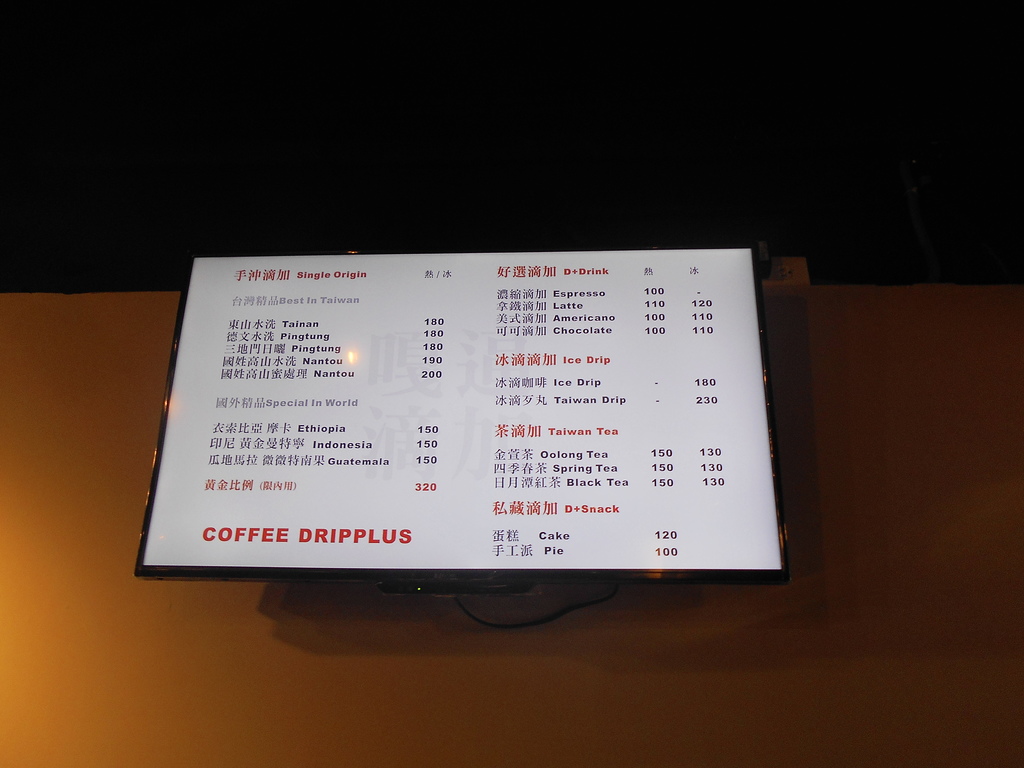 手沖滴加 Single Origin 熱 / 冰
台灣精品Best In Taiwan
東山水洗 Tainan 180
德文水洗 Pingtung 180
三地門日曬 Pingtung 180
國姓高山水洗 Nantou 190
國姓高山蜜處理 Nantou 200
國外精品Special In World
衣索比亞 摩卡 Ethiopia 150
印尼 黃金曼特寧 Indonesia 150
瓜地馬拉 微微特南果 Guatemala 150
黃金比例 (限內用) 320
COFFEE DRIPPLUS
好選滴加 D+Drink 熱 冰
濃縮滴加 Espresso 100 -
拿鐵滴加 Latte 110 120
美式滴加 Americano 100 110
可可滴加 Chocolate 100 110
冰滴滴加 Ice Drip
冰滴咖啡 Ice Drip - 180
冰滴歹丸 Taiwan Drip - 230
茶滴加 Taiwan Tea
金萱茶 Oolong Tea 150 130
四季春茶 Spring Tea 150 130
日月潭紅茶 Black Tea 150 130
私藏滴加 D+Snack
蛋糕 Cake 120
手工派 Pie 100